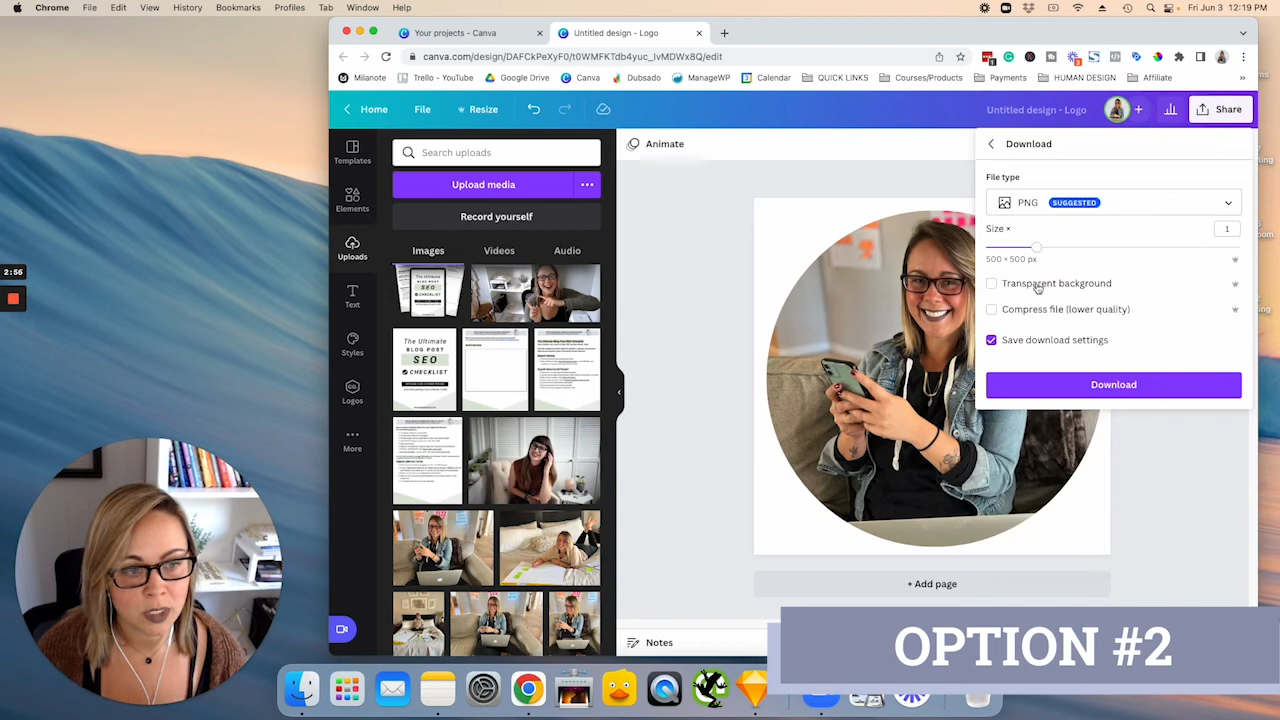 Chrome File Edit View History Bookmarks Profiles Tab Window Help
Fri Jun 3 12:19 PM
Your projects - Canva
Untitled design - Logo
canva.com/design/DAFCkPeXyF0/t0WMFKTdb4yuc_IvMDWx8Q/edit
Milanote Trello - YouTube Google Drive Canva Dubsado ManageWP Calendar QUICK LINKS Courses/Products Payments HUMAN DESIGN Affiliate
Home File Resize
Untitled design - Logo
Share
Templates
Elements
Uploads
Text
Styles
Logos
More
Search uploads
Upload media
Record yourself
Images Videos Audio
The Ultimate
BLOG POST
SEO
CHECKLIST
Animate
Download
File type
PNG SUGGESTED
Size ×
1
500 × 500 px
Transparent background
Compress file (lower quality)
download settings
Download
+ Add page
Notes
2:56
OPTION #2